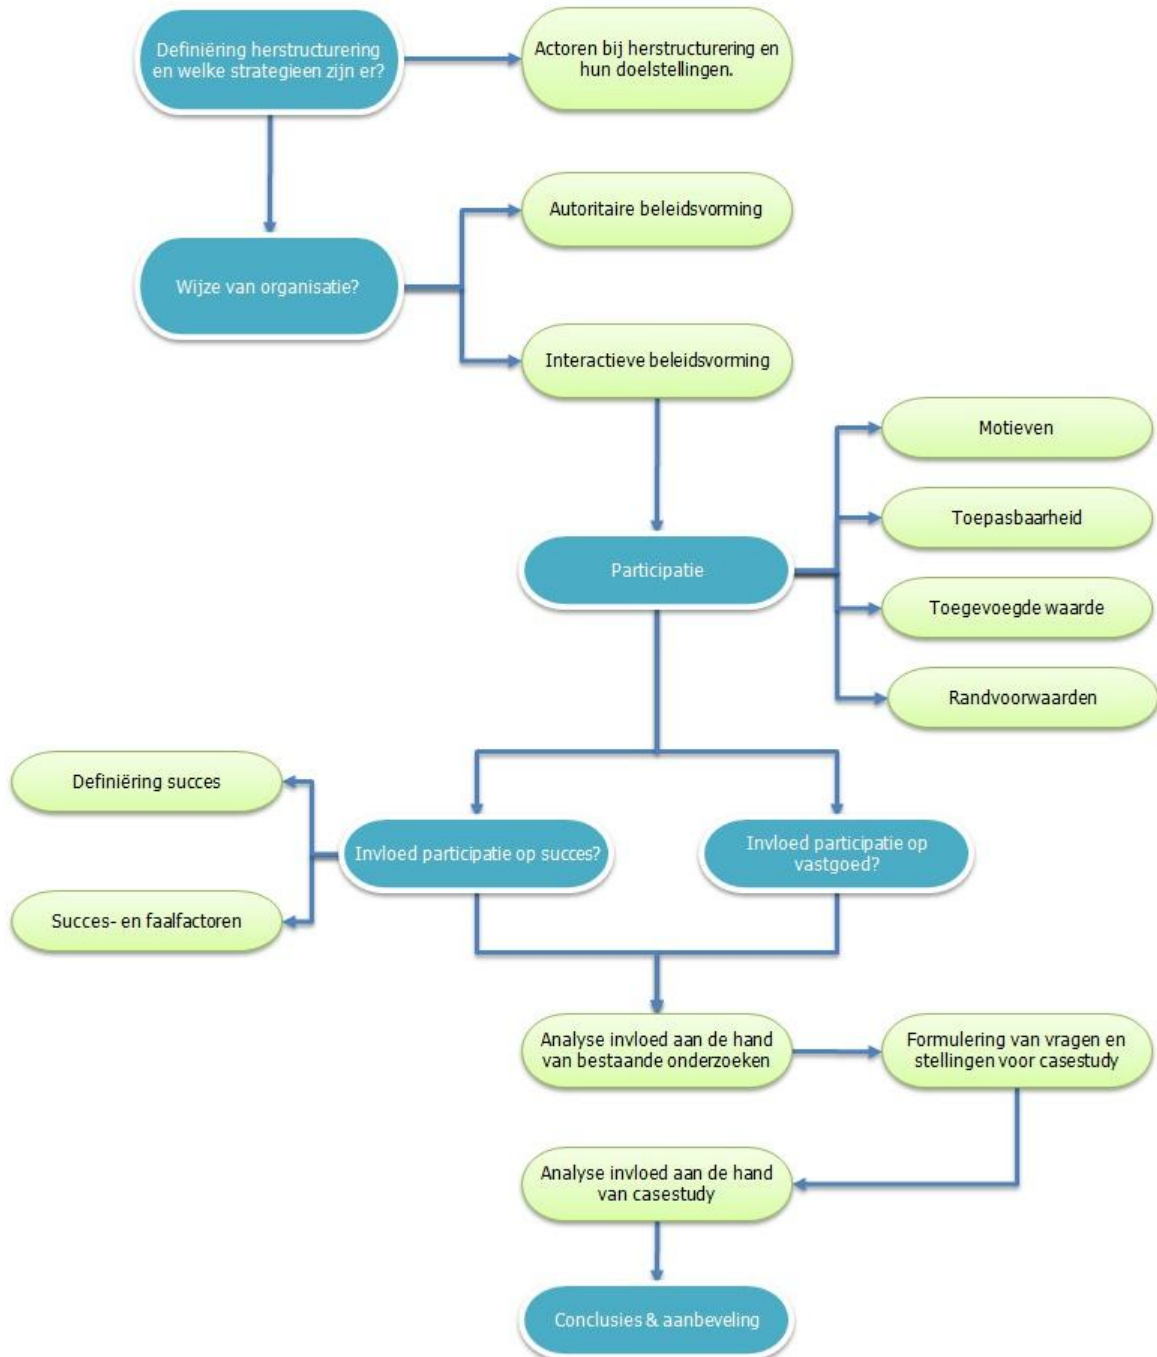 Definiëring herstructurering
en welke strategieen zijn er?
Actoren bij herstructurering en
hun doelstellingen.
Autoritaire beleidsvorming
Wijze van organisatie?
Interactieve beleidsvorming
Motieven
Toepasbaarheid
Participatie
Toegevoegde waarde
Randvoorwaarden
Definiëring succes
Invloed participatie op succes?
Invloed participatie op
vastgoed?
Succes- en faalfactoren
Analyse invloed aan de hand
van bestaande onderzoeken
Formulering van vragen en
stellingen voor casestudy
Analyse invloed aan de hand
van casestudy
Conclusies & aanbeveling